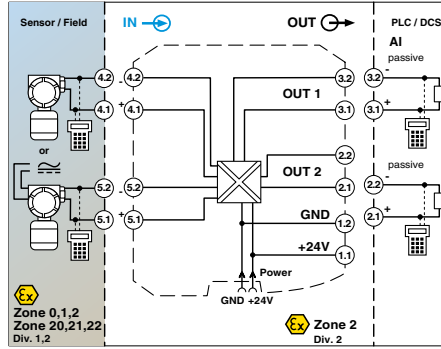 Sensor / Field
IN
OUT
PLC / DCS
AI
passive
4.2 - 4.2
3.2
3.2 -
OUT 1
4.1 + 4.1
3.1
3.1 +
or
2.2
passive
OUT 2
5.2 - 5.2
2.1
2.2 -
GND
5.1 + 5.1
1.2
2.1 +
+24V
1.1
Power
GND +24V
Ex
Zone 0,1,2
Zone 20,21,22
Div. 1,2
Ex
Zone 2
Div. 2